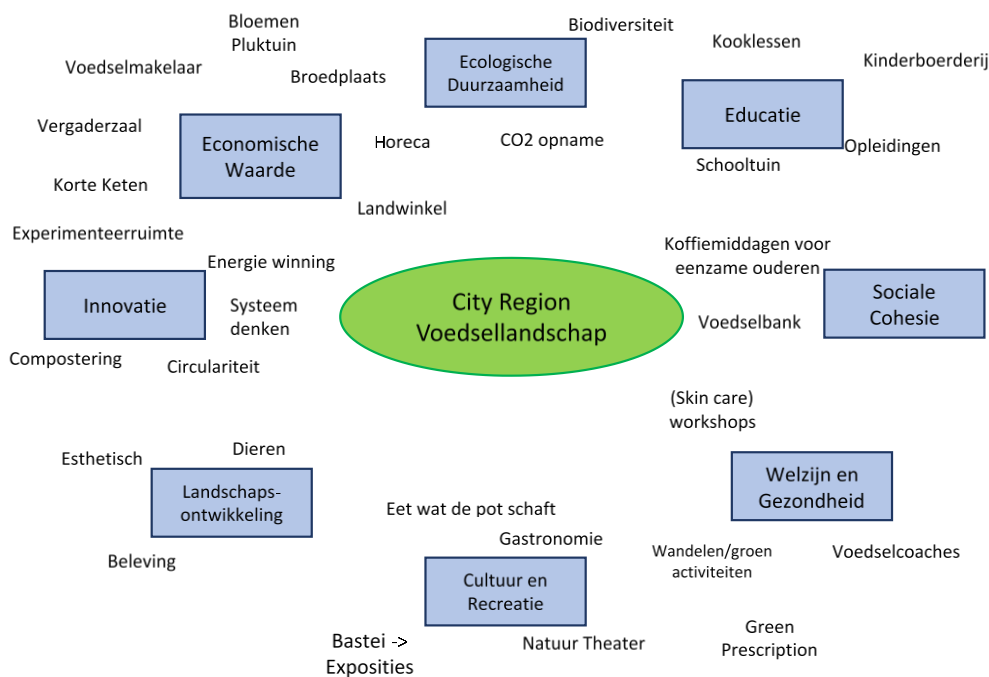 Bloemen
Pluktuin
Biodiversiteit
Kooklessen
Kinderboerderij
Voedselmakelaar
Broedplaats
Ecologische
Duurzaamheid
Educatie
Vergaderzaal
Economische
Waarde
Horeca
CO2 opname
Opleidingen
Schooltuin
Korte Keten
Landwinkel
Experimenteerruimte
Energie winning
Koffiemiddagen voor
eenzame ouderen
Innovatie
Systeem
denken
City Region
Voedsellandschap
Voedselbank
Sociale
Cohesie
Compostering
Circulariteit
(Skin care)
workshops
Esthetisch
Dieren
Landschaps-
ontwikkeling
Welzijn en
Gezondheid
Eet wat de pot schaft
Gastronomie
Beleving
Wandelen/groen
activiteiten
Voedselcoaches
Cultuur en
Recreatie
Bastei ->
Exposities
Natuur Theater
Green
Prescription